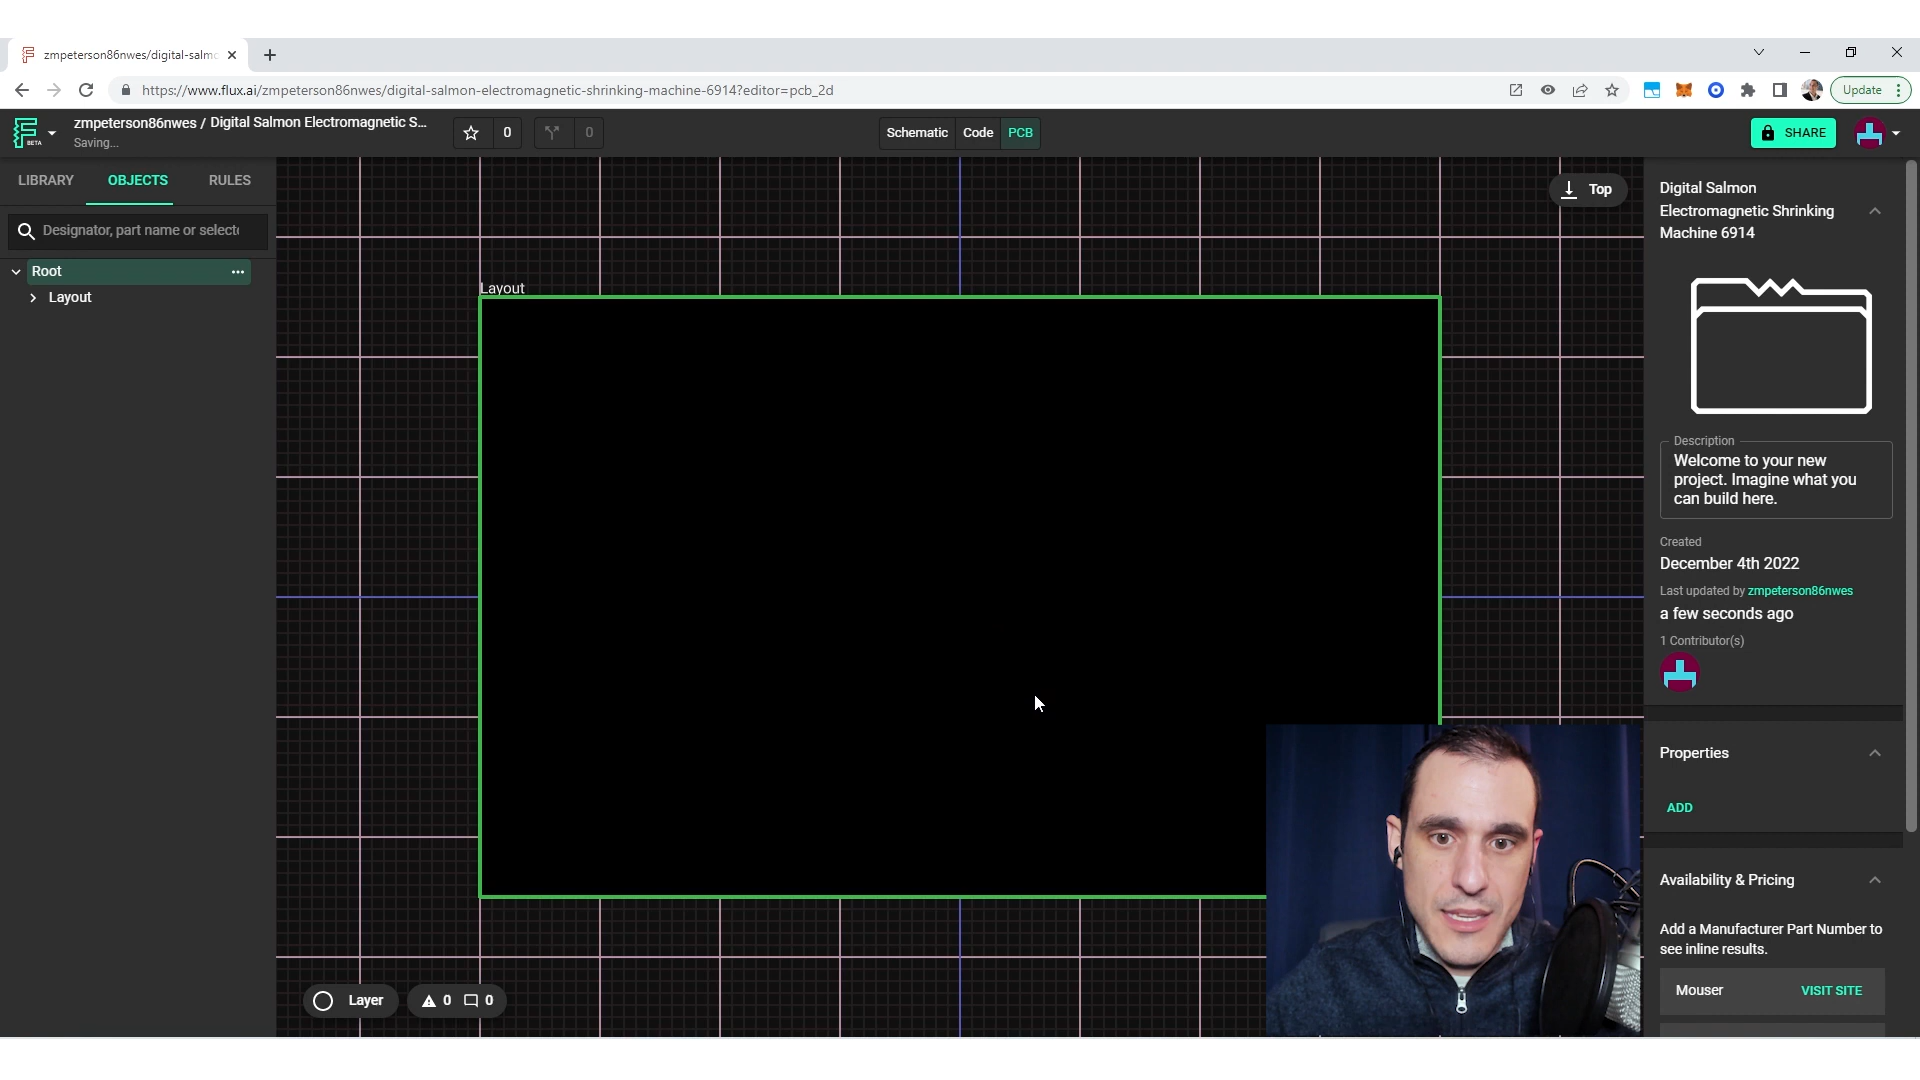 zmpeterson86nwes/digital-salmo
https://www.flux.ai/zmpeterson86nwes/digital-salmon-electromagnetic-shrinking-machine-6914?editor=pcb_2d
Update
BETA
zmpeterson86nwes / Digital Salmon Electromagnetic S...
Saving...
0
0
Schematic
Code
PCB
SHARE
LIBRARY
OBJECTS
RULES
Designator, part name or selecto
Root
Layout
Layout
Top
Digital Salmon
Electromagnetic Shrinking
Machine 6914
Description
Welcome to your new
project. Imagine what you
can build here.
Created
December 4th 2022
Last updated by zmpeterson86nwes
a few seconds ago
1 Contributor(s)
Properties
ADD
Availability & Pricing
Add a Manufacturer Part Number to
see inline results.
Mouser
VISIT SITE
Layer
0
0